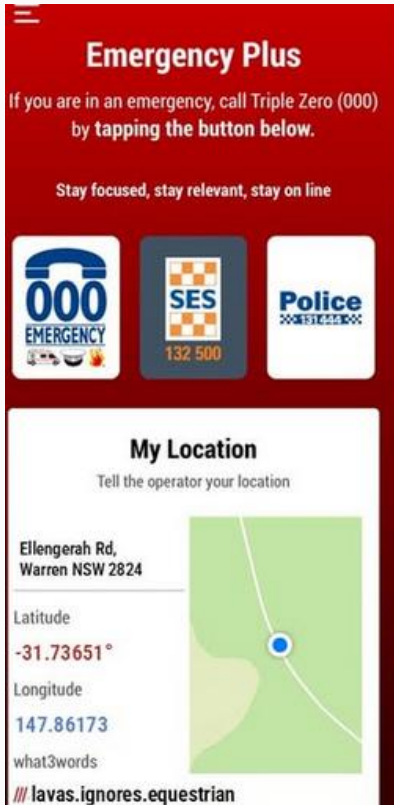 Emergency Plus
If you are in an emergency, call Triple Zero (000)
by tapping the button below.
Stay focused, stay relevant, stay on line
000
EMERGENCY
SES
132 500
Police
131 444
My Location
Tell the operator your location
Ellengerah Rd,
Warren NSW 2824
Latitude
-31.73651°
Longitude
147.86173
what3words
/// lavas.ignores.equestrian